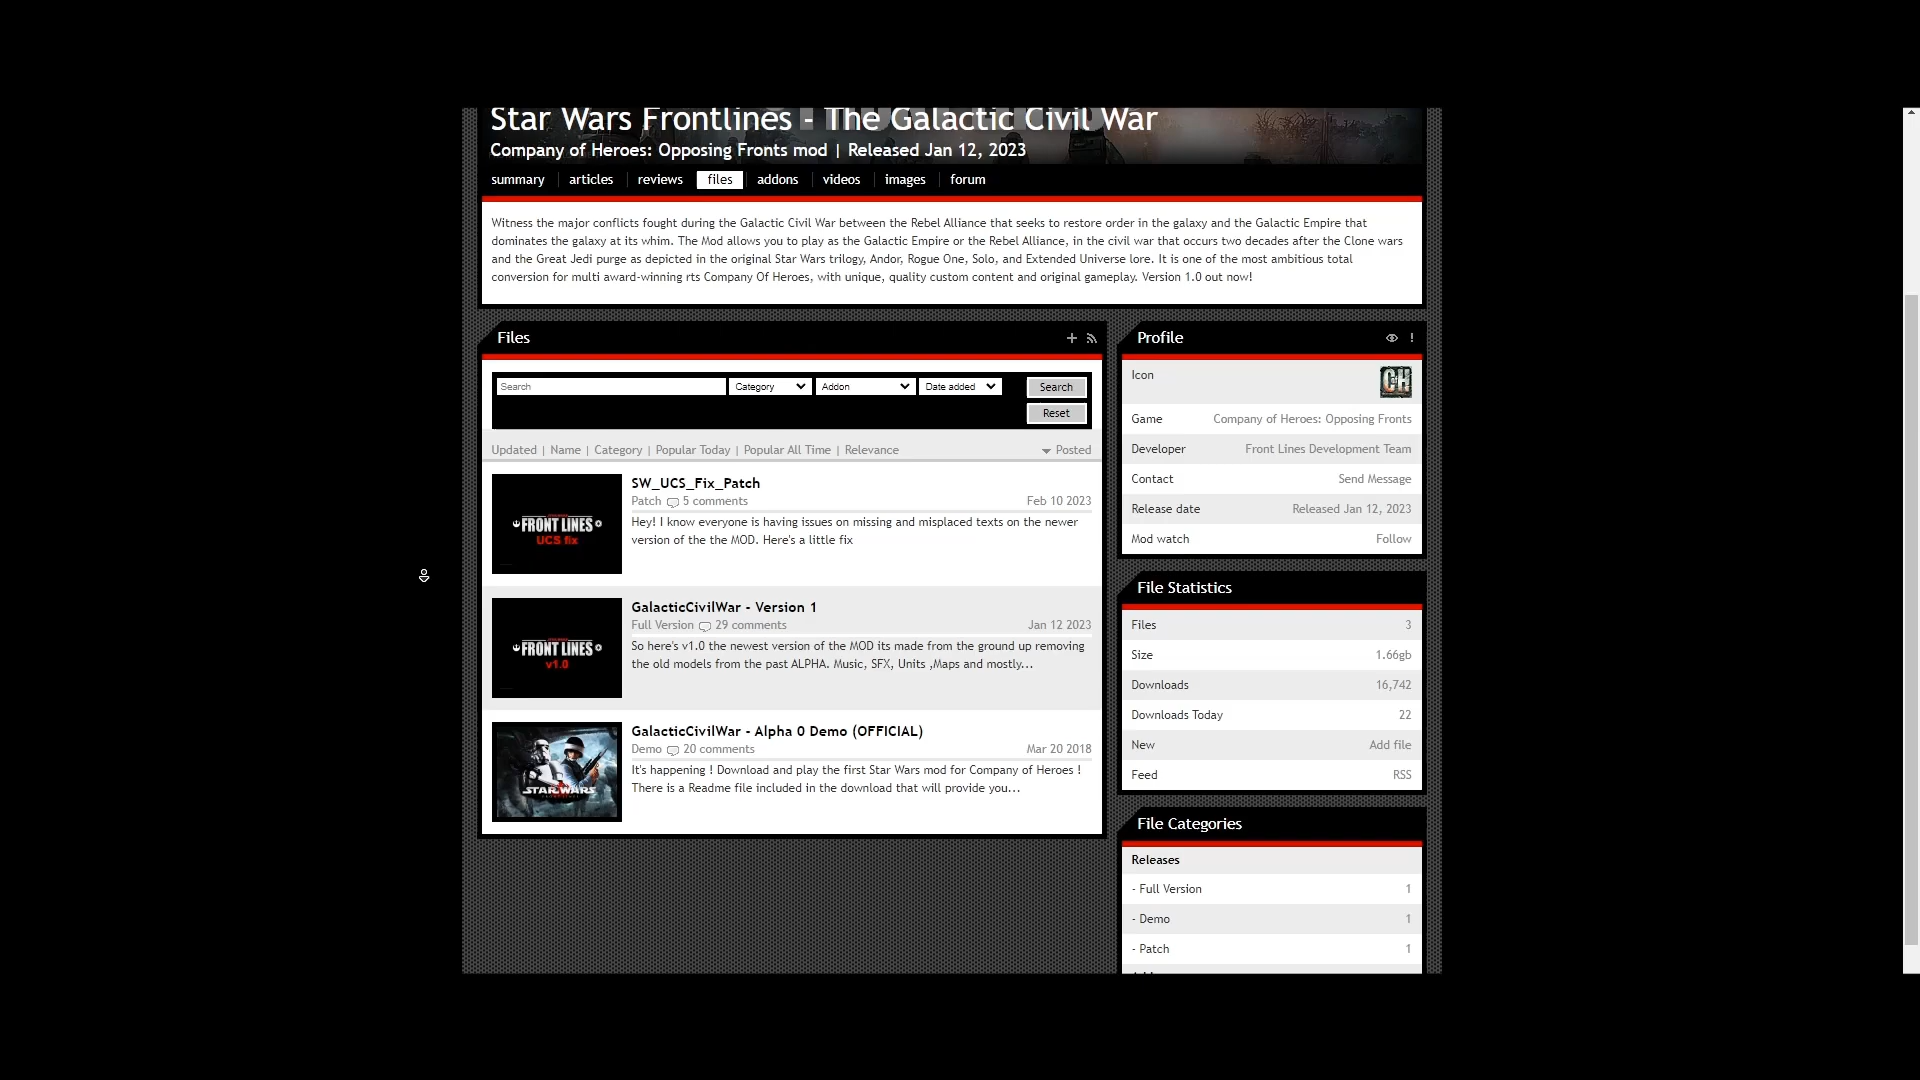 Star Wars Frontlines - The Galactic Civil War
Company of Heroes: Opposing Fronts mod | Released Jan 12, 2023
summary articles reviews files addons videos images forum
Witness the major conflicts fought during the Galactic Civil War between the Rebel Alliance that seeks to restore order in the galaxy and the Galactic Empire that
dominates the galaxy at its whim. The Mod allows you to play as the Galactic Empire or the Rebel Alliance, in the civil war that occurs two decades after the Clone wars
and the Great Jedi purge as depicted in the original Star Wars trilogy, Andor, Rogue One, Solo, and Extended Universe lore. It is one of the most ambitious total
conversion for multi award-winning rts Company Of Heroes, with unique, quality custom content and original gameplay. Version 1.0 out now!
Files
Search Category Addon Date added Search
Reset
Updated | Name | Category | Popular Today | Popular All Time | Relevance Posted
FRONT LINES
UCS fix
SW_UCS_Fix_Patch
Patch 5 comments Feb 10 2023
Hey! I know everyone is having issues on missing and misplaced texts on the newer
version of the the MOD. Here's a little fix
FRONT LINES
v1.0
GalacticCivilWar - Version 1
Full Version 29 comments Jan 12 2023
So here's v1.0 the newest version of the MOD its made from the ground up removing
the old models from the past ALPHA. Music, SFX, Units ,Maps and mostly...
STAR WARS
GalacticCivilWar - Alpha 0 Demo (OFFICIAL)
Demo 20 comments Mar 20 2018
It's happening ! Download and play the first Star Wars mod for Company of Heroes !
There is a Readme file included in the download that will provide you...
Profile
Icon
Game Company of Heroes: Opposing Fronts
Developer Front Lines Development Team
Contact Send Message
Release date Released Jan 12, 2023
Mod watch Follow
File Statistics
Files 3
Size 1.66gb
Downloads 16,742
Downloads Today 22
New Add file
Feed RSS
File Categories
Releases
- Full Version 1
- Demo 1
- Patch 1